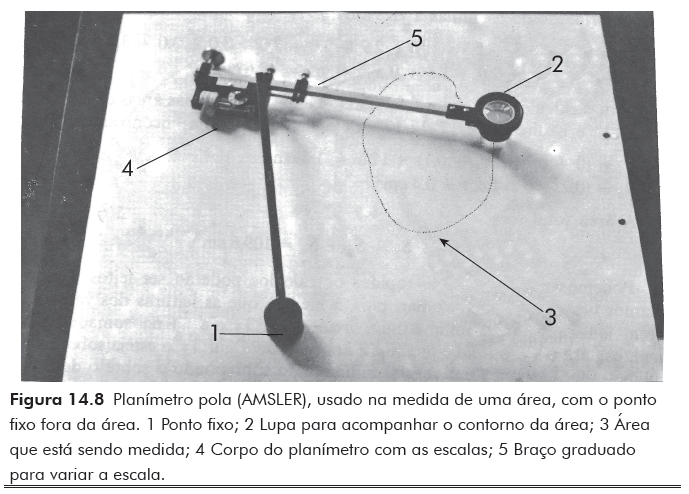 5
2
4
3
1
Figura 14.8 Planímetro pola (AMSLER), usado na medida de uma área, com o ponto
fixo fora da área. 1 Ponto fixo; 2 Lupa para acompanhar o contorno da área; 3 Área
que está sendo medida; 4 Corpo do planímetro com as escalas; 5 Braço graduado
para variar a escala.